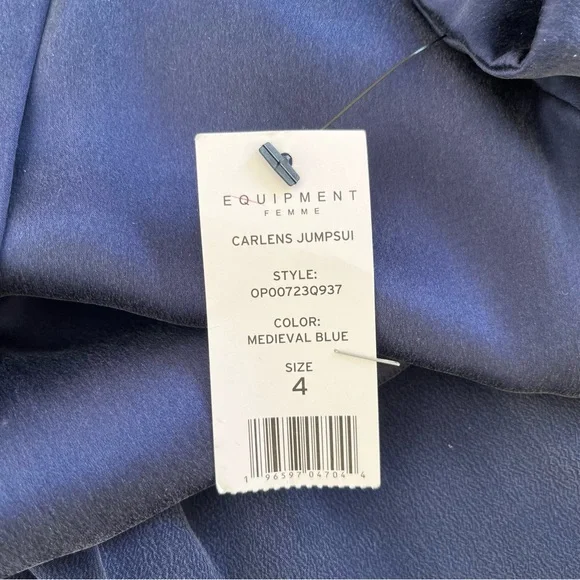 EQUIPMENT
FEMME
CARLENS JUMPSUI
STYLE:
OP00723Q937
COLOR:
MEDIEVAL BLUE
SIZE
4
1 96597 04704 4